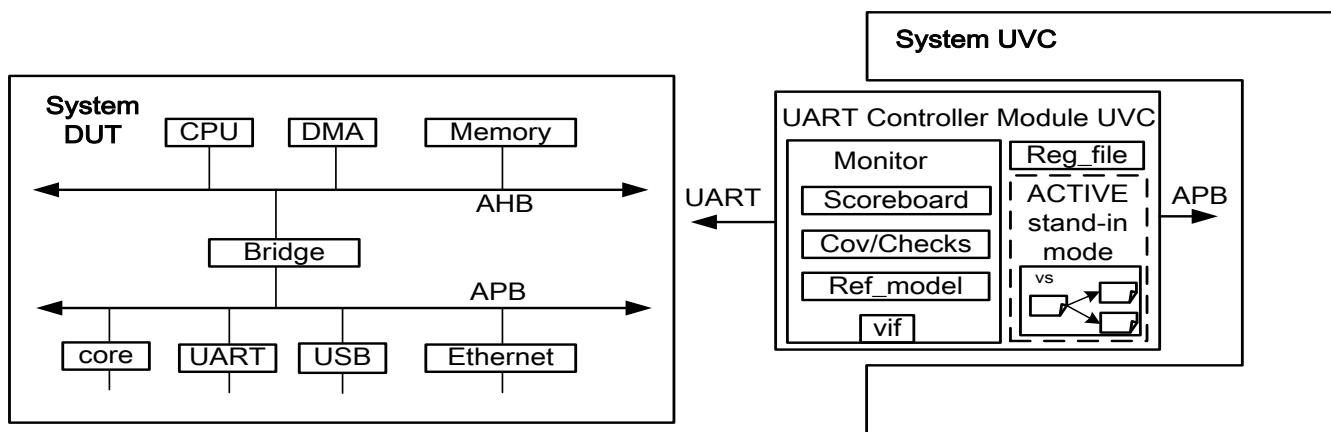 System
DUT
CPU
DMA
Memory
AHB
Bridge
APB
core
UART
USB
Ethernet
System UVC
UART Controller Module UVC
UART
Monitor
Scoreboard
Cov/Checks
Ref_model
vif
Reg_file
ACTIVE
stand-in
mode
vs
APB